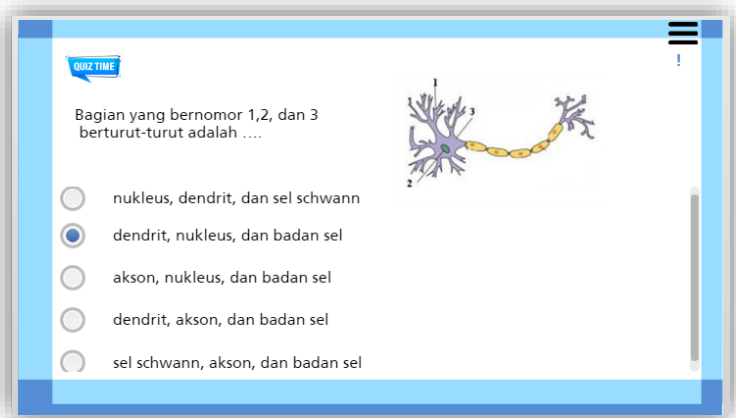 QUIZ TIME
!
Bagian yang bernomor 1,2, dan 3
berturut-turut adalah ....
1
3
2
nukleus, dendrit, dan sel schwann
dendrit, nukleus, dan badan sel
akson, nukleus, dan badan sel
dendrit, akson, dan badan sel
sel schwann, akson, dan badan sel